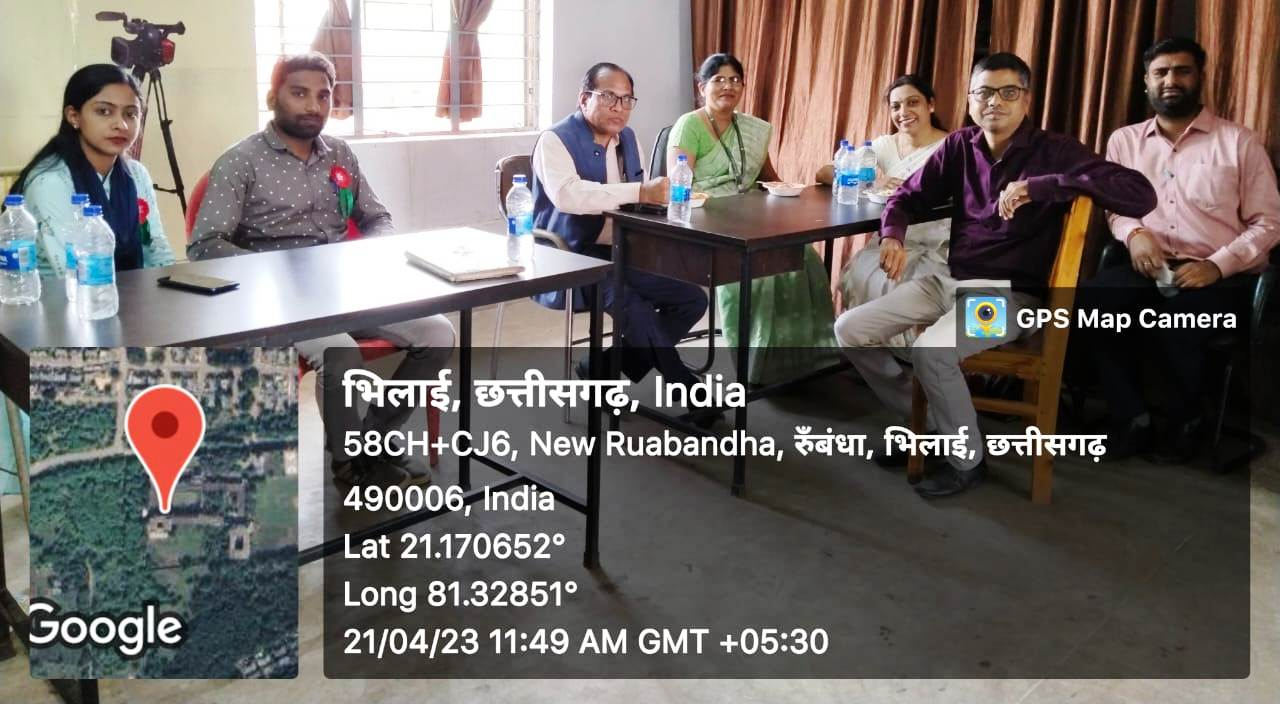 GPS Map Camera
भिलाई, छत्तीसगढ़, India
58CH+CJ6, New Ruabandha, रुँबंधा, भिलाई, छत्तीसगढ़
490006, India
Lat 21.170652°
Long 81.32851°
21/04/23 11:49 AM GMT +05:30
Google